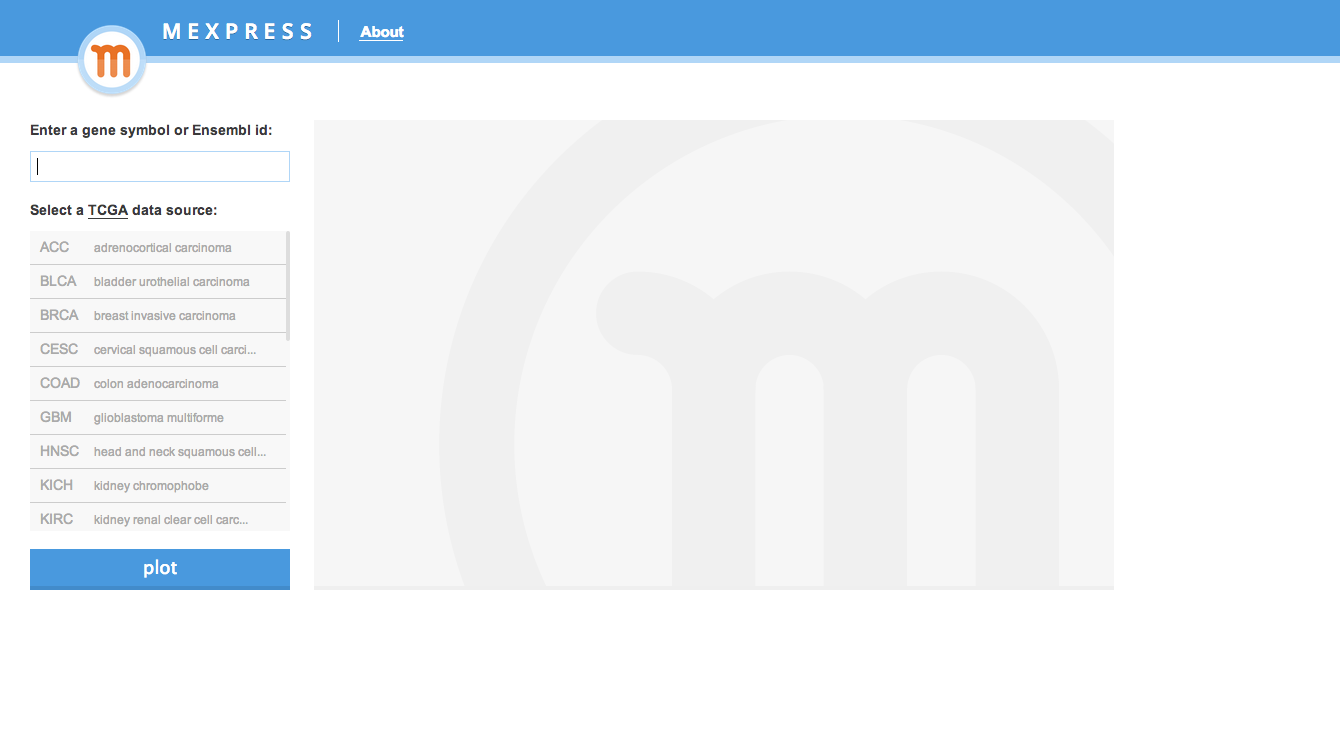 m
MEXPRESS
About
Enter a gene symbol or Ensembl id:
Select a TCGA data source:
ACC adrenocortical carcinoma
BLCA bladder urothelial carcinoma
BRCA breast invasive carcinoma
CESC cervical squamous cell carci...
COAD colon adenocarcinoma
GBM glioblastoma multiforme
HNSC head and neck squamous cell...
KICH kidney chromophobe
KIRC kidney renal clear cell carc...
plot
m